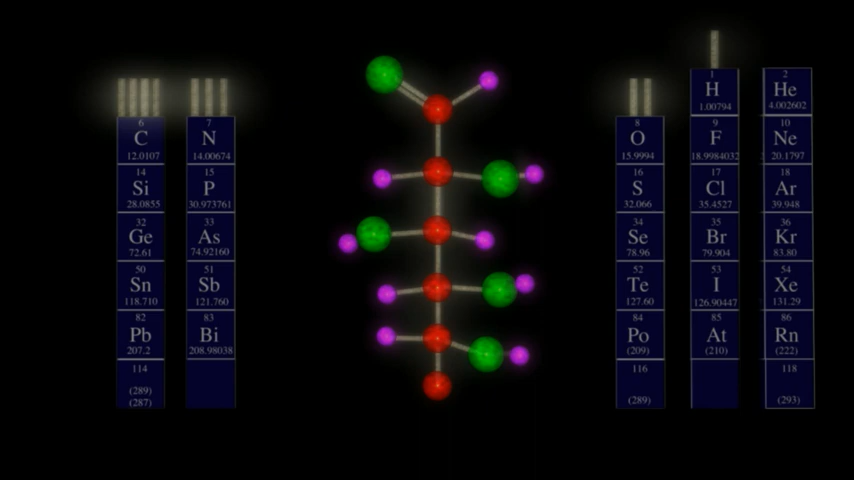 6
C
12.0107
14
Si
28.0855
32
Ge
72.61
50
Sn
118.710
82
Pb
207.2
114
(289)
(287)
7
N
14.00674
15
P
30.973761
33
As
74.92160
51
Sb
121.760
83
Bi
208.98038
8
O
15.9994
16
S
32.066
34
Se
78.96
52
Te
127.60
84
Po
(209)
116
(289)
1
H
1.00794
9
F
18.9984032
17
Cl
35.4527
35
Br
79.904
53
I
126.90447
85
At
(210)
2
He
4.002602
10
Ne
20.1797
18
Ar
39.948
36
Kr
83.80
54
Xe
131.29
86
Rn
(222)
118
(293)